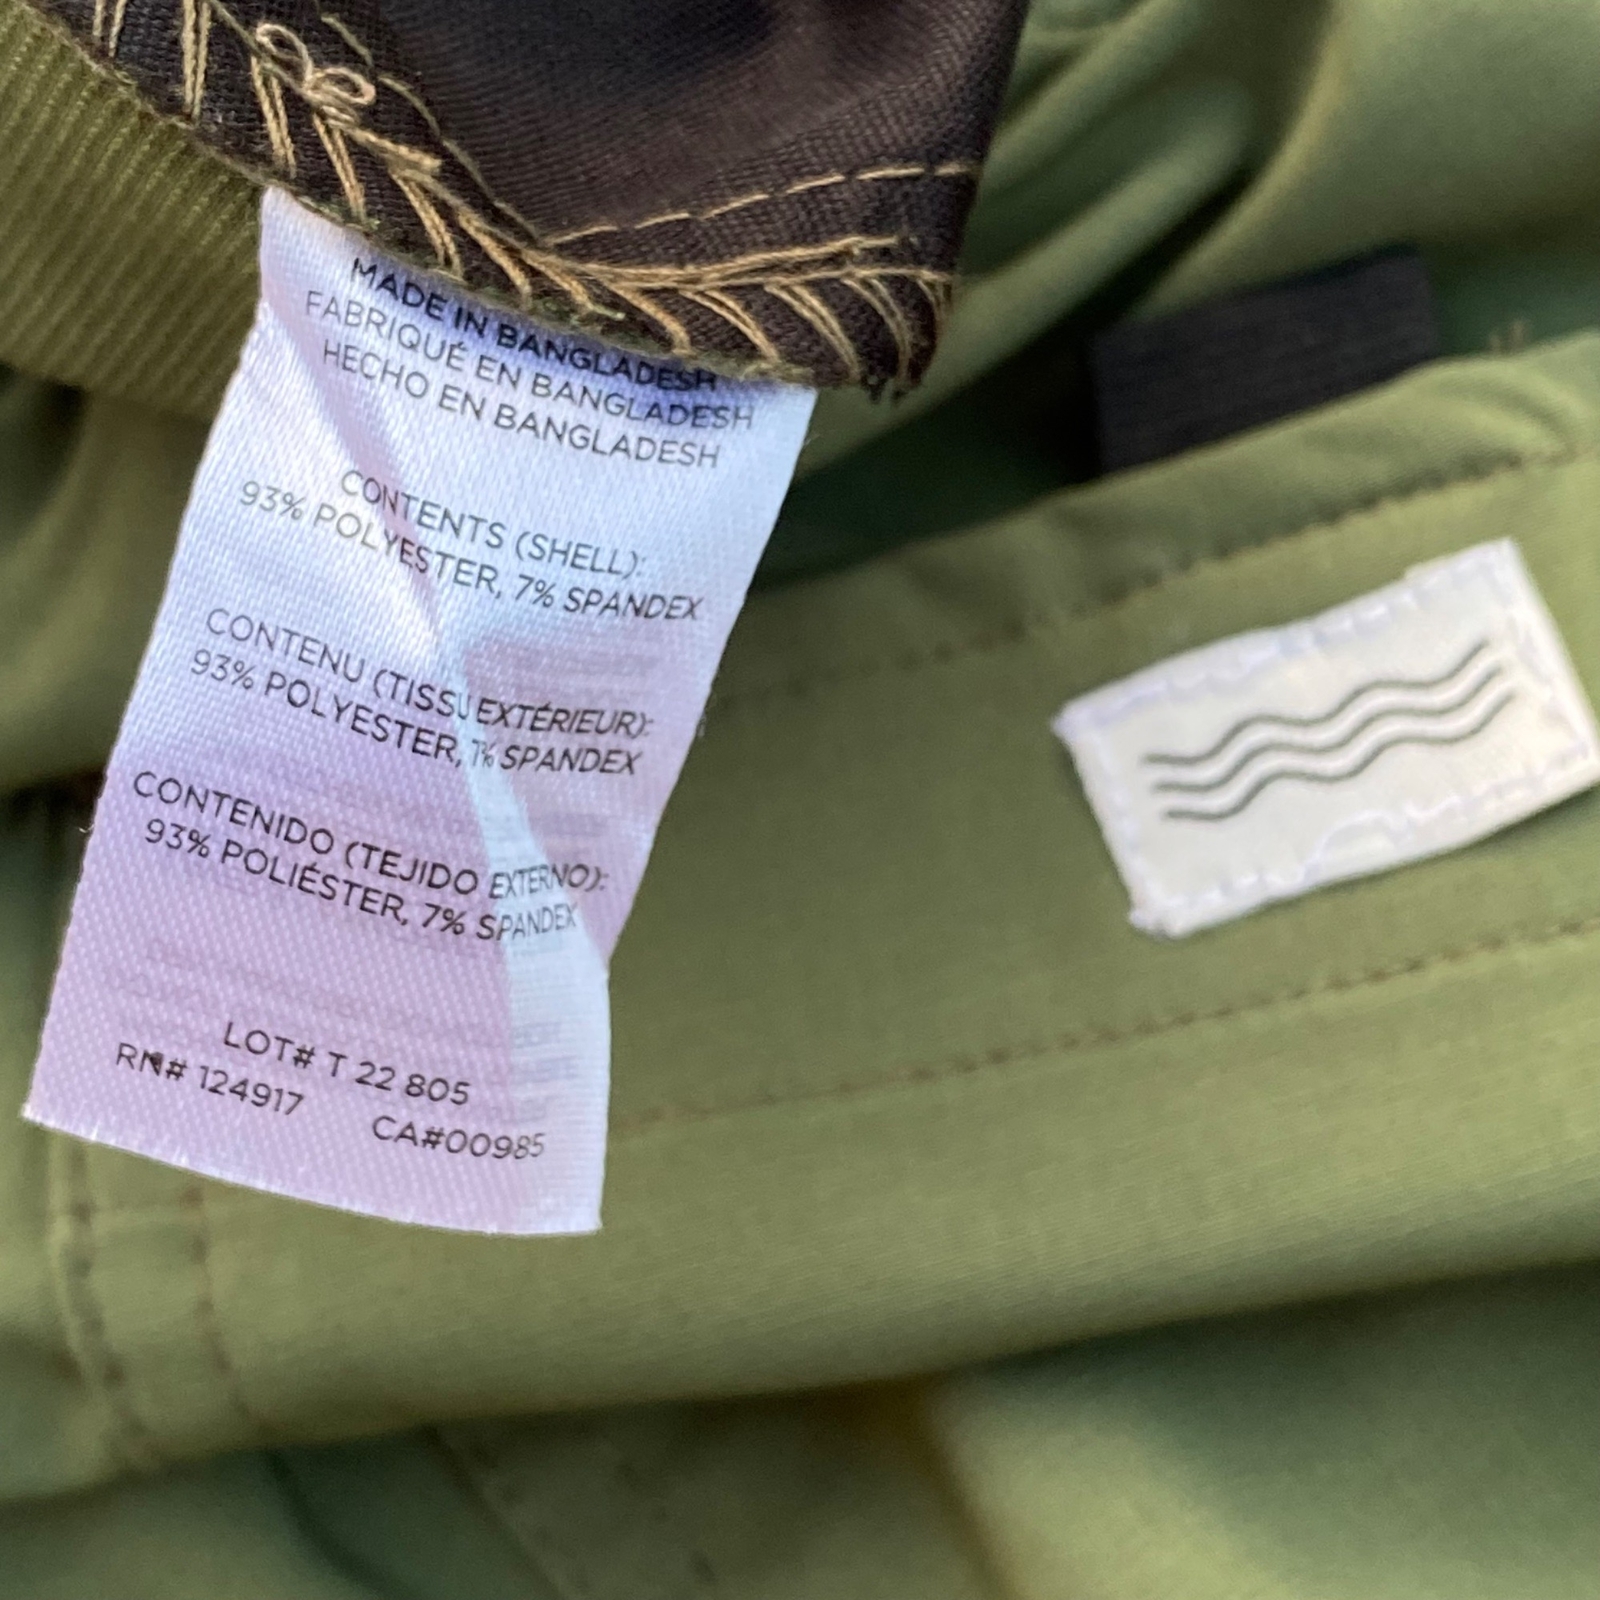 MADE IN BANGLADESH
FABRIQUÉ EN BANGLADESH
HECHO EN BANGLADESH
CONTENTS (SHELL):
93% POLYESTER, 7% SPANDEX
CONTENU (TISSU EXTÉRIEUR):
93% POLYESTER, 7% SPANDEX
CONTENIDO (TEJIDO EXTERNO):
93% POLIÉSTER, 7% SPANDEX
LOT# T 22 805
RN# 124917 CA#00985